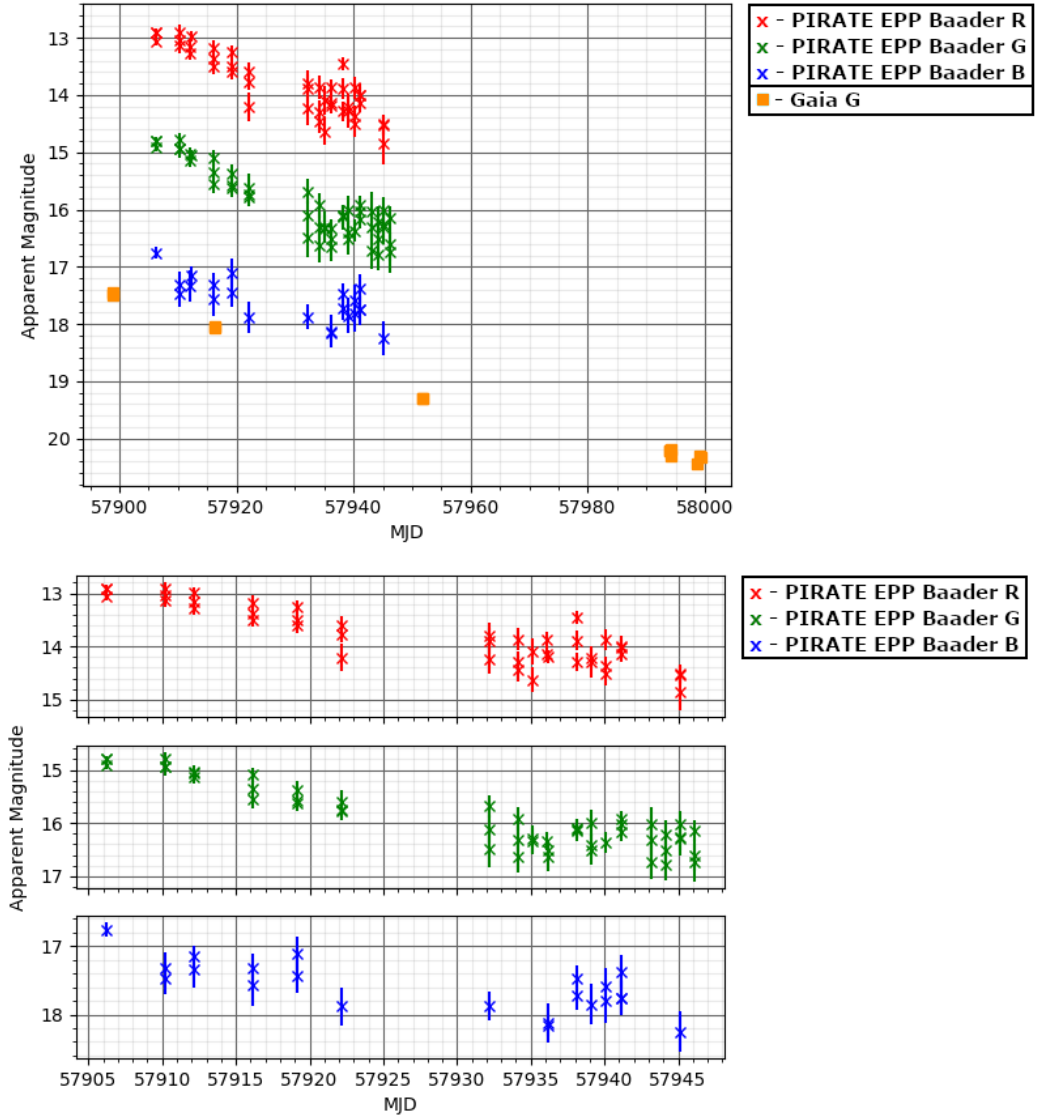 13
14
15
16
17
18
19
20
Apparent Magnitude
57900 57920 57940 57960 57980 58000
MJD
x - PIRATE EPP Baader R
x - PIRATE EPP Baader G
x - PIRATE EPP Baader B
- Gaia G
13
14
15
15
16
17
17
18
Apparent Magnitude
57905 57910 57915 57920 57925 57930 57935 57940 57945
MJD
x - PIRATE EPP Baader R
x - PIRATE EPP Baader G
x - PIRATE EPP Baader B